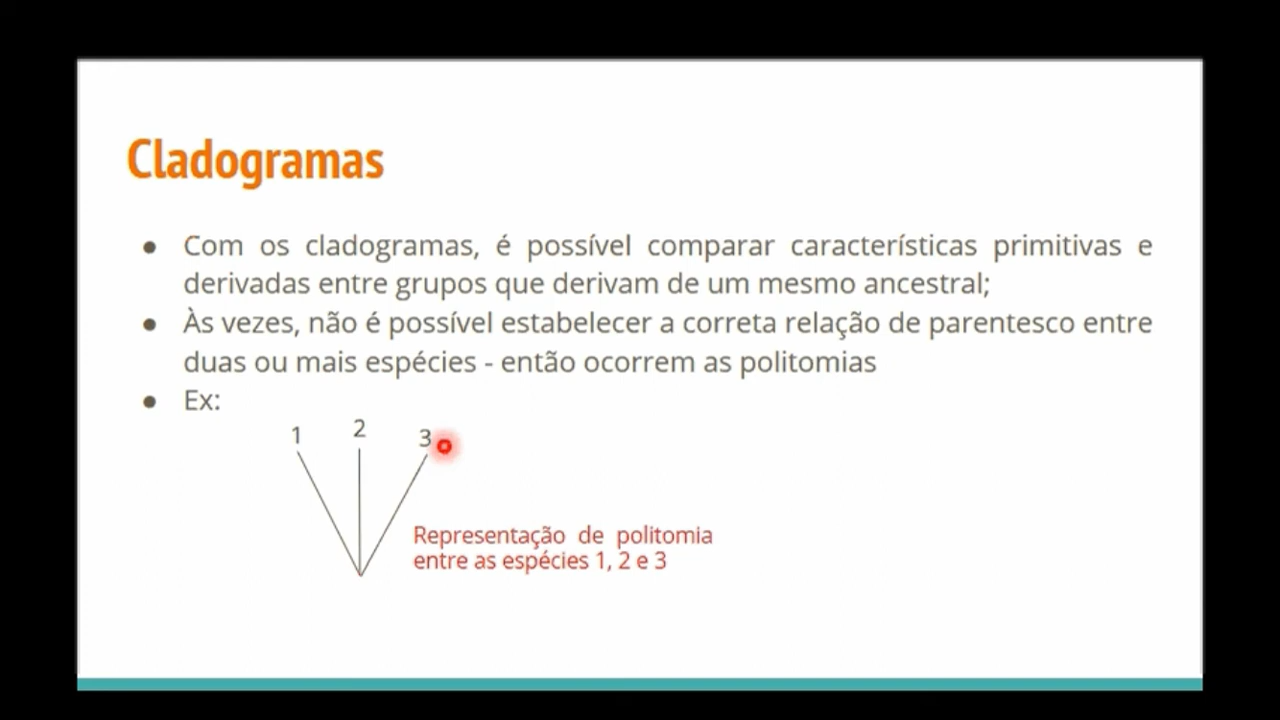 Cladogramas
● Com os cladogramas, é possível comparar características primitivas e
derivadas entre grupos que derivam de um mesmo ancestral;
● Às vezes, não é possível estabelecer a correta relação de parentesco entre
duas ou mais espécies - então ocorrem as politomias
● Ex:
1 2 3
Representação de politomia
entre as espécies 1, 2 e 3